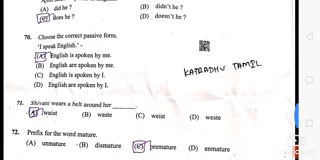 (A) did he ?
(B) didn't he ?
(C) does he ?
(D) doesn't he ?
70. Choose the correct passive form.
'I speak English.' -
(A) English is spoken by me.
(B) English are spoken by me.
(C) English is spoken by I.
(D) English are spoken by I.
KATRADHU TAMIL
71. Shivani wears a belt around her ______.
(A) waist
(B) waste
(C) weist
(D) weste
72. Prefix for the word mature.
(A) unmature
(B) dismature
(C) premature
(D) enmature